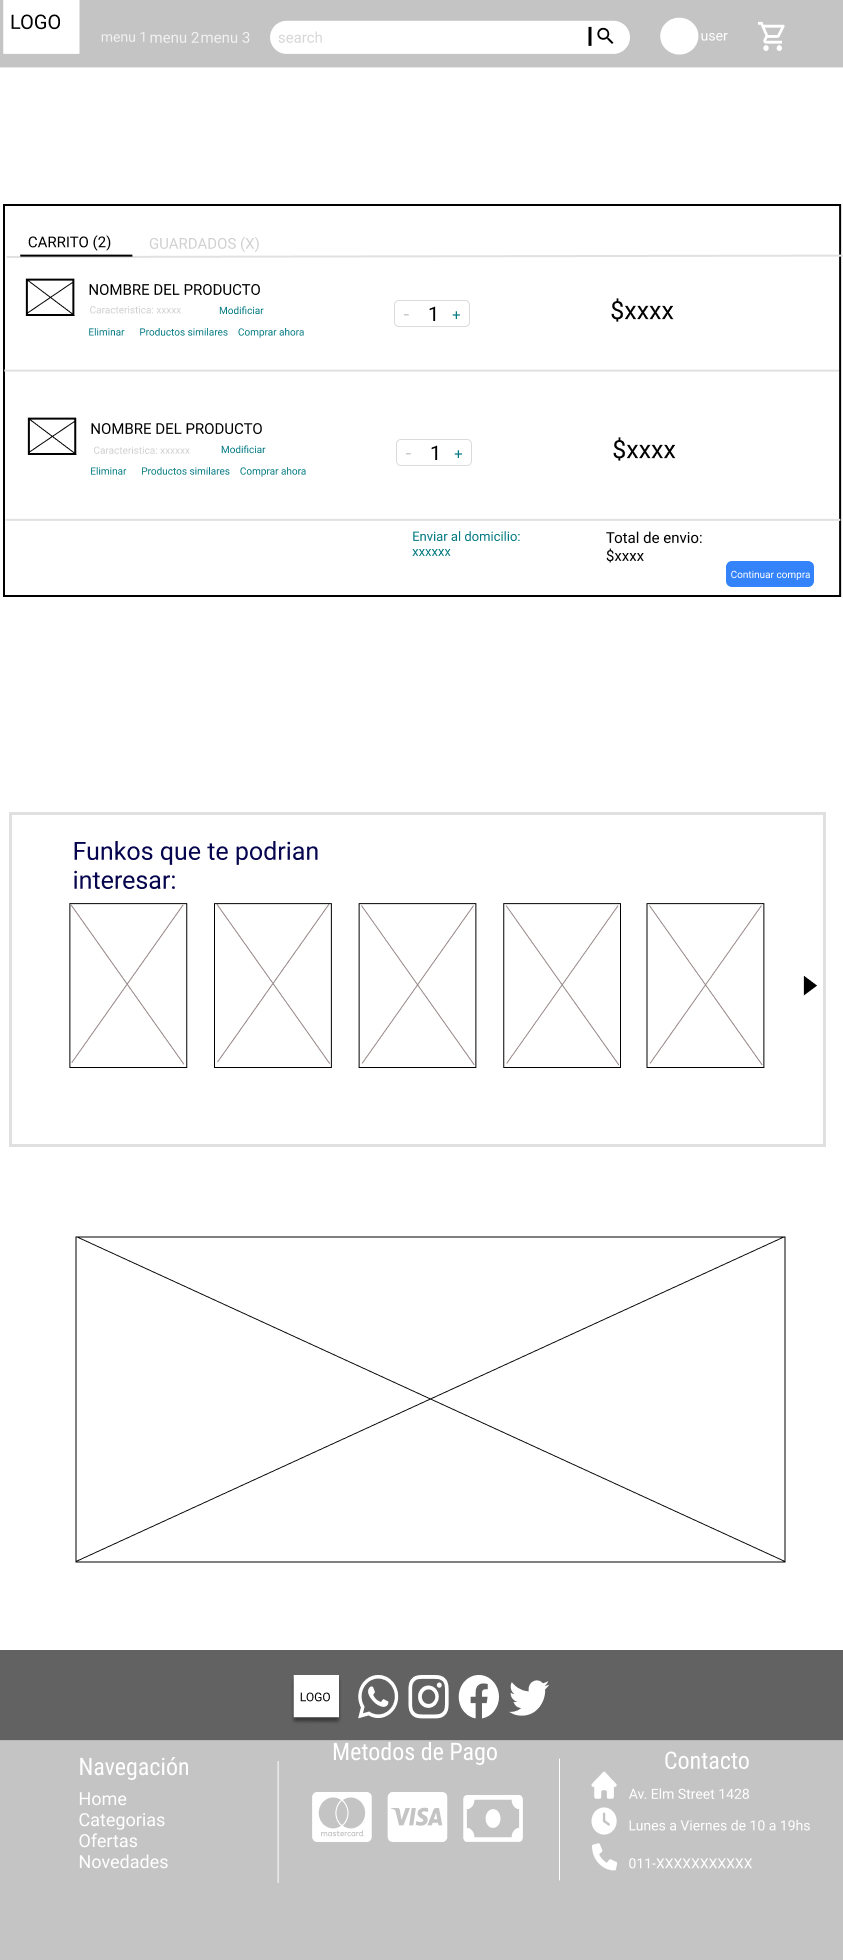 LOGO
menu 1 menu 2 menu 3
search
user
CARRITO (2)
GUARDADOS (X)
NOMBRE DEL PRODUCTO
Caracteristica: xxxxx
Modificiar
Eliminar
Productos similares
Comprar ahora
- 1 +
$xxxx
NOMBRE DEL PRODUCTO
Caracteristica: xxxxxx
Modificiar
Eliminar
Productos similares
Comprar ahora
- 1 +
$xxxx
Enviar al domicilio:
xxxxxx
Total de envio:
$xxxx
Continuar compra
Funkos que te podrian
interesar:
LOGO
Navegación
Home
Categorias
Ofertas
Novedades
Metodos de Pago
mastercard
VISA
Contacto
Av. Elm Street 1428
Lunes a Viernes de 10 a 19hs
011-XXXXXXXXXXX